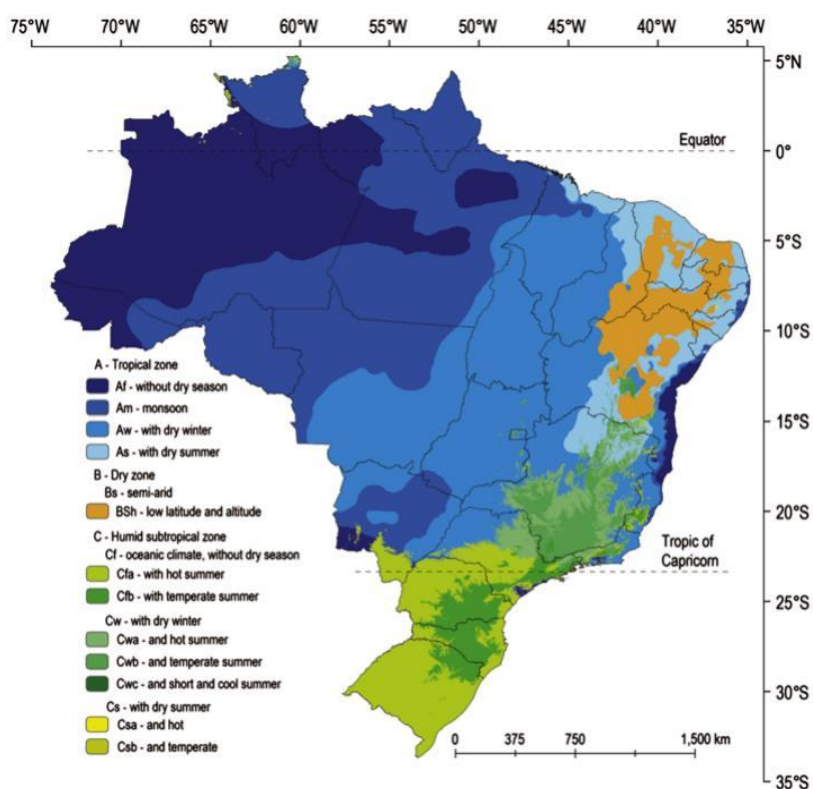 75°W 70°W 65°W 60°W 55°W 50°W 45°W 40°W 35°W
5°N
Equator
0°
5°S
10°S
A - Tropical zone
Af - without dry season
Am - monsoon
Aw - with dry winter
15°S
As - with dry summer
B - Dry zone
Bs - semi-arid
BSh - low latitude and altitude
20°S
C - Humid subtropical zone
Cf - oceanic climate, without dry season
Tropic of
Capricorn
Cfa - with hot summer
Cfb - with temperate summer
25°S
Cw - with dry winter
Cwa - and hot summer
Cwb - and temperate summer
Cwc - and short and cool summer
30°S
Cs - with dry summer
Csa - and hot
Csb - and temperate
0 375 750 1,500 km
35°S